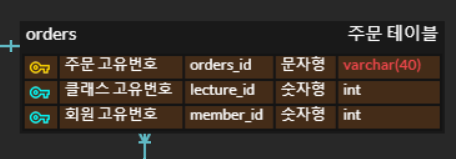 orders 주문 테이블
주문 고유번호 orders_id 문자형 varchar(40)
클래스 고유번호 lecture_id 숫자형 int
회원 고유번호 member_id 숫자형 int